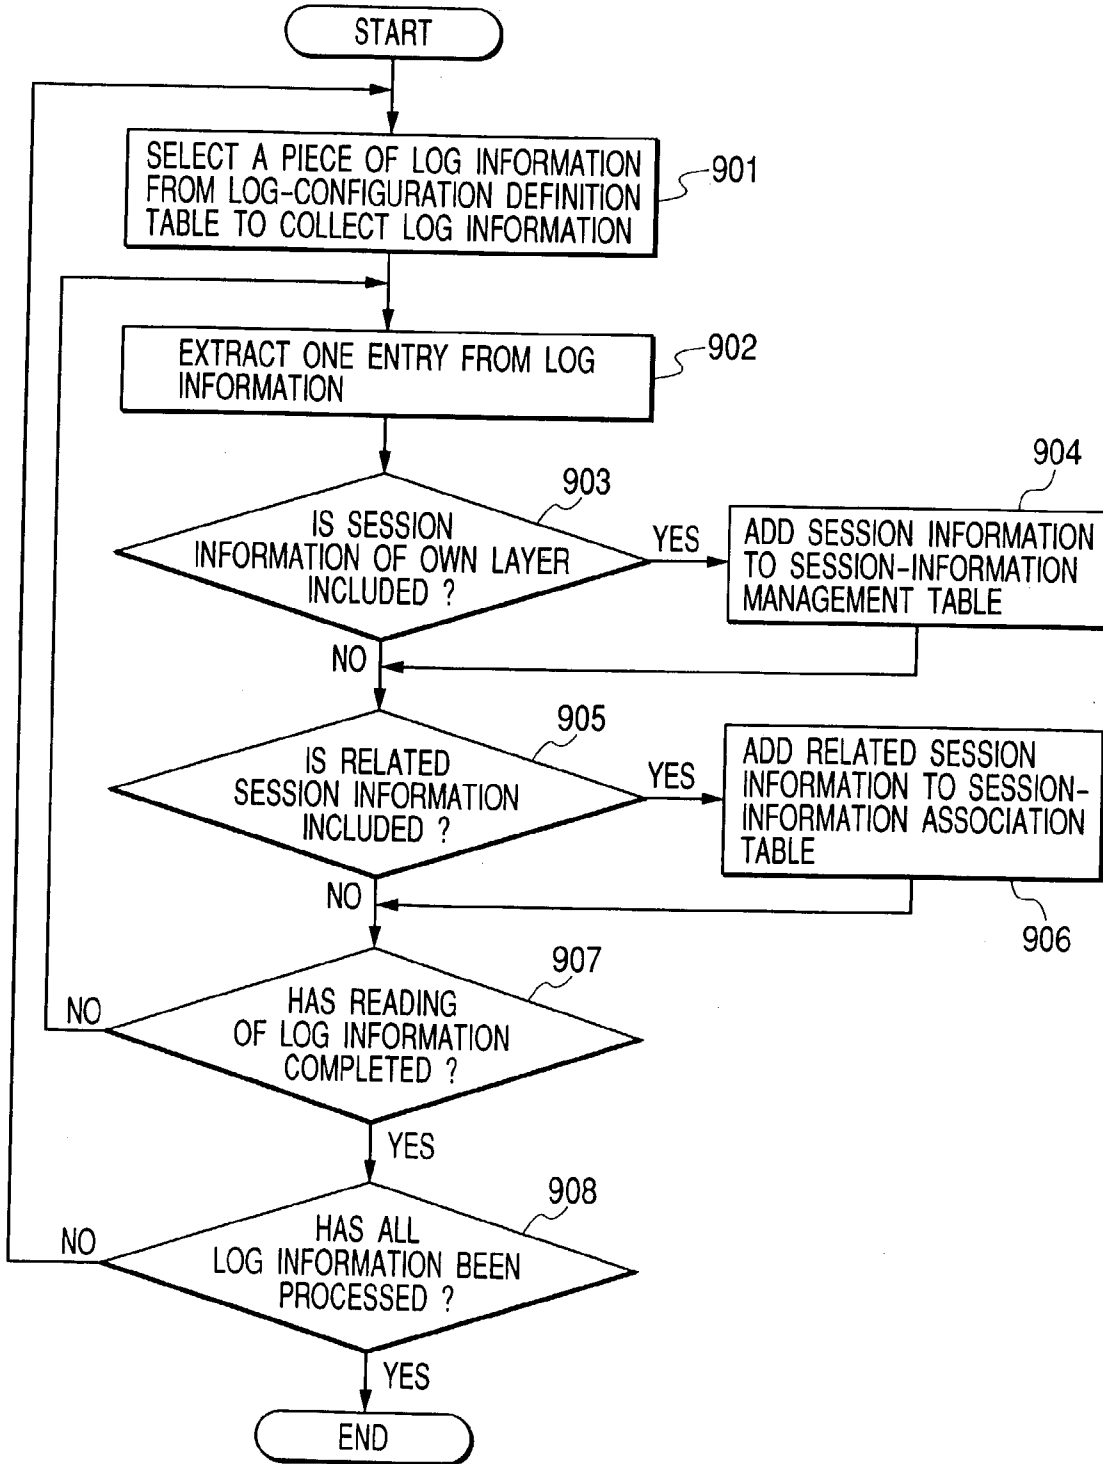 START
SELECT A PIECE OF LOG INFORMATION
FROM LOG-CONFIGURATION DEFINITION
TABLE TO COLLECT LOG INFORMATION
901
EXTRACT ONE ENTRY FROM LOG
INFORMATION
902
903
IS SESSION
INFORMATION OF OWN LAYER
INCLUDED ?
YES
904
ADD SESSION INFORMATION
TO SESSION-INFORMATION
MANAGEMENT TABLE
NO
905
IS RELATED
SESSION INFORMATION
INCLUDED ?
YES
ADD RELATED SESSION
INFORMATION TO SESSION-
INFORMATION ASSOCIATION
TABLE
906
NO
907
HAS READING
OF LOG INFORMATION
COMPLETED ?
NO
YES
908
HAS ALL
LOG INFORMATION BEEN
PROCESSED ?
NO
YES
END